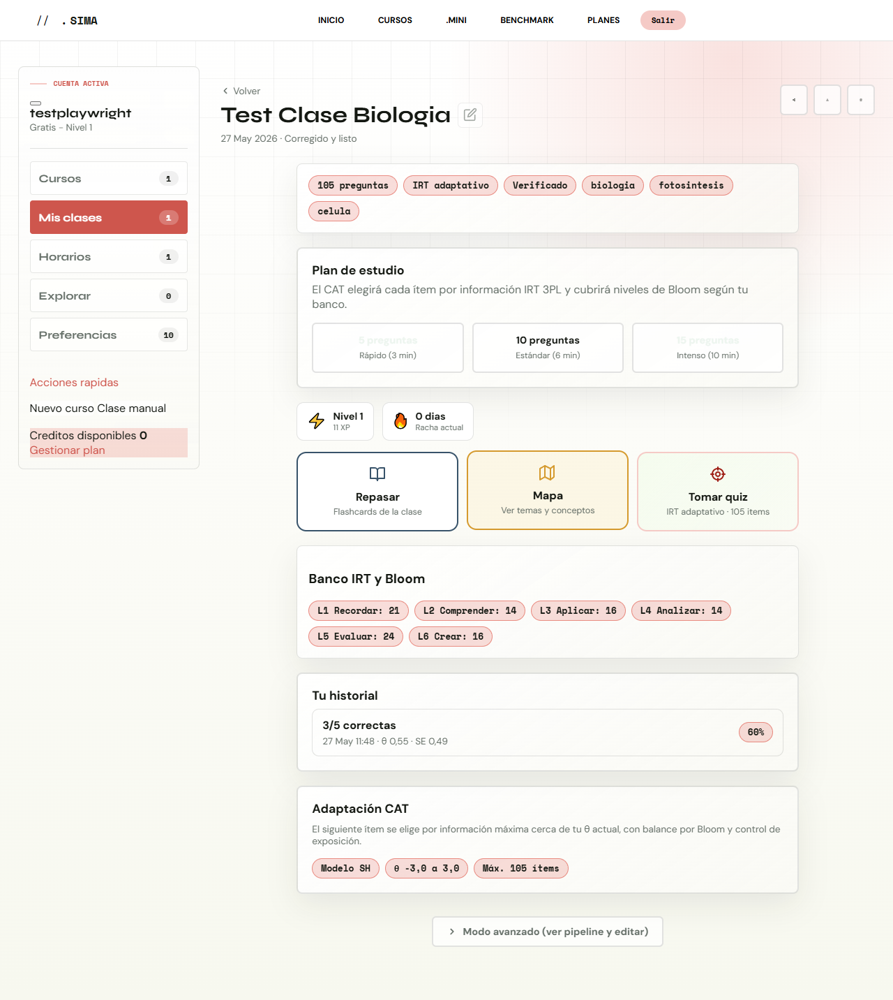 // .SIMA
INICIO
CURSOS
.MINI
BENCHMARK
PLANES
Salir
CUENTA ACTIVA
testplaywright
Gratis - Nivel 1
Cursos 1
Mis clases 1
Horarios 1
Explorar 0
Preferencias 10
Acciones rapidas
Nuevo curso Clase manual
Creditos disponibles 0
Gestionar plan
Volver
Test Clase Biologia
27 May 2026 · Corregido y listo
105 preguntas
IRT adaptativo
Verificado
biologia
fotosintesis
celula
Plan de estudio
El CAT elegirá cada ítem por información IRT 3PL y cubrirá niveles de Bloom según tu
banco.
5 preguntas
Rápido (3 min)
10 preguntas
Estándar (6 min)
15 preguntas
Intenso (10 min)
Nivel 1
11 XP
0 dias
Racha actual
Repasar
Flashcards de la clase
Mapa
Ver temas y conceptos
Tomar quiz
IRT adaptativo · 105 items
Banco IRT y Bloom
L1 Recordar: 21
L2 Comprender: 14
L3 Aplicar: 16
L4 Analizar: 14
L5 Evaluar: 24
L6 Crear: 16
Tu historial
3/5 correctas
27 May 11:48 · θ 0,55 · SE 0,49
60%
Adaptación CAT
El siguiente ítem se elige por información máxima cerca de tu θ actual, con balance por Bloom y control de
exposición.
Modelo SH
θ -3,0 a 3,0
Máx. 105 ítems
Modo avanzado (ver pipeline y editar)